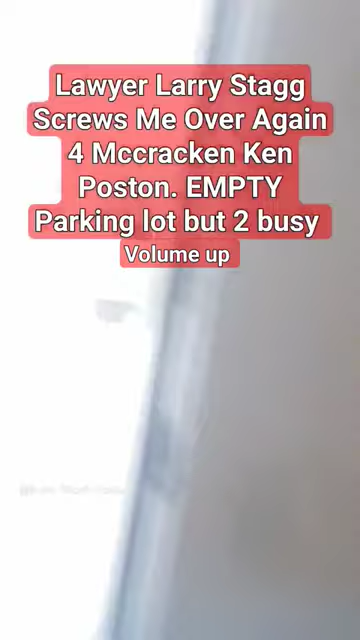 Lawyer Larry Stagg
Screws Me Over Again
4 Mccracken Ken
Poston. EMPTY
Parking lot but 2 busy
Volume up